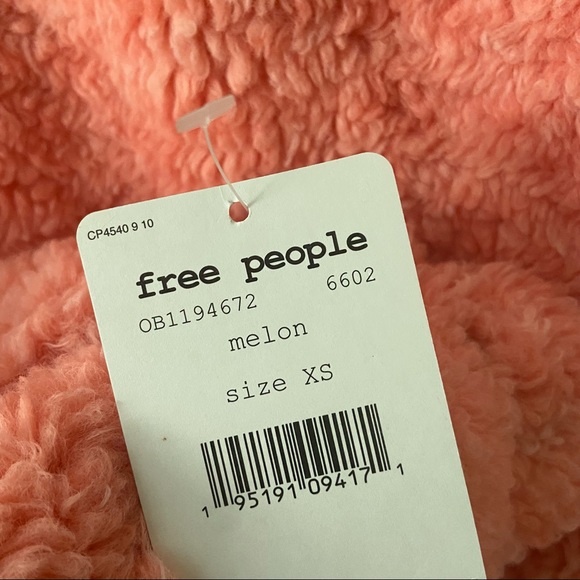 CP4540 9 10
free people
OB1194672 6602
melon
size XS
1 95191 09417 1